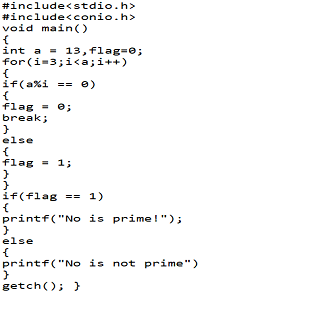 #include<stdio.h>
#include<conio.h>
void main()
{
int a = 13,flag=0;
for(i=3;i<a;i++)
{
if(a%i == 0)
{
flag = 0;
break;
}
else
{
flag = 1;
}
}
if(flag == 1)
{
printf("No is prime!");
}
else
{
printf("No is not prime")
}
getch(); }